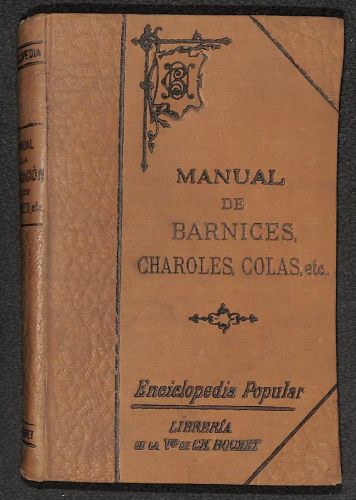 MANUAL
DE
BARNICES,
CHAROLES, COLAS, etc.
Enciclopedia Popular
LIBRERÍA
DE LA Vda DE CH. BOURET